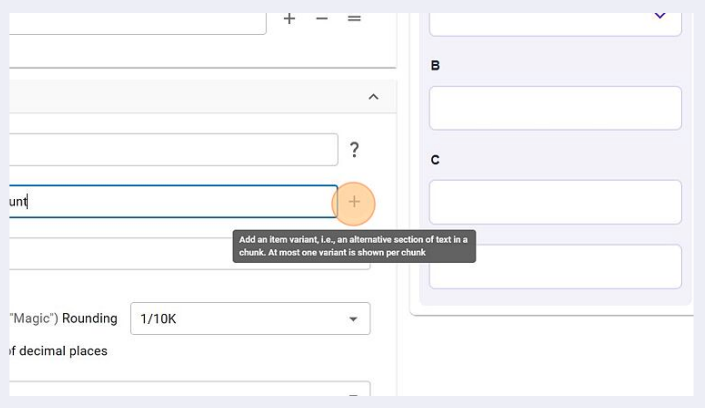 + − =
B
?
C
unt
+
Add an item variant, i.e., an alternative section of text in a
chunk. At most one variant is shown per chunk
"Magic") Rounding
1/10K
of decimal places